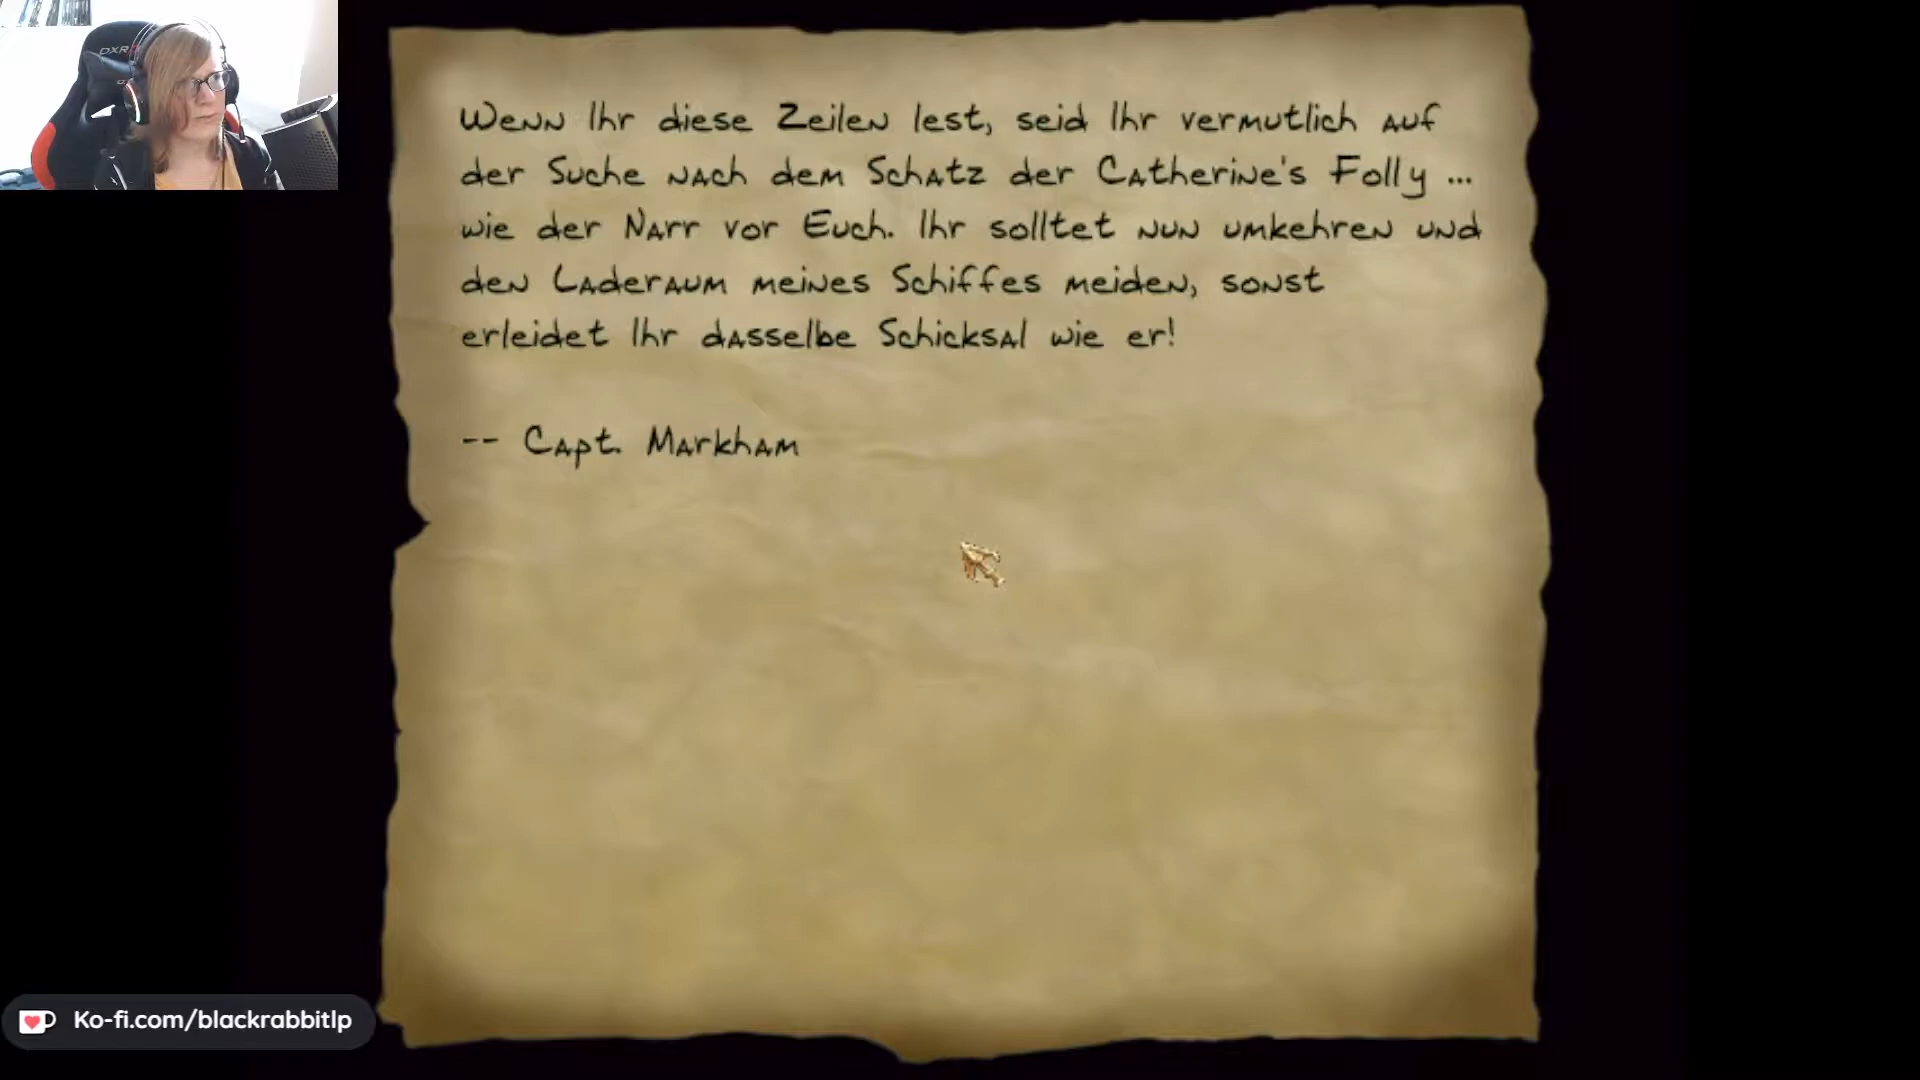 DXR
Wenn Ihr diese Zeilen lest, seid Ihr vermutlich auf
der Suche nach dem Schatz der Catherine's Folly ...
wie der Narr vor Euch. Ihr solltet nun umkehren und
den Laderaum meines Schiffes meiden, sonst
erleidet Ihr dasselbe Schicksal wie er!
-- Capt. Markham
Ko-fi.com/blackrabbitlp